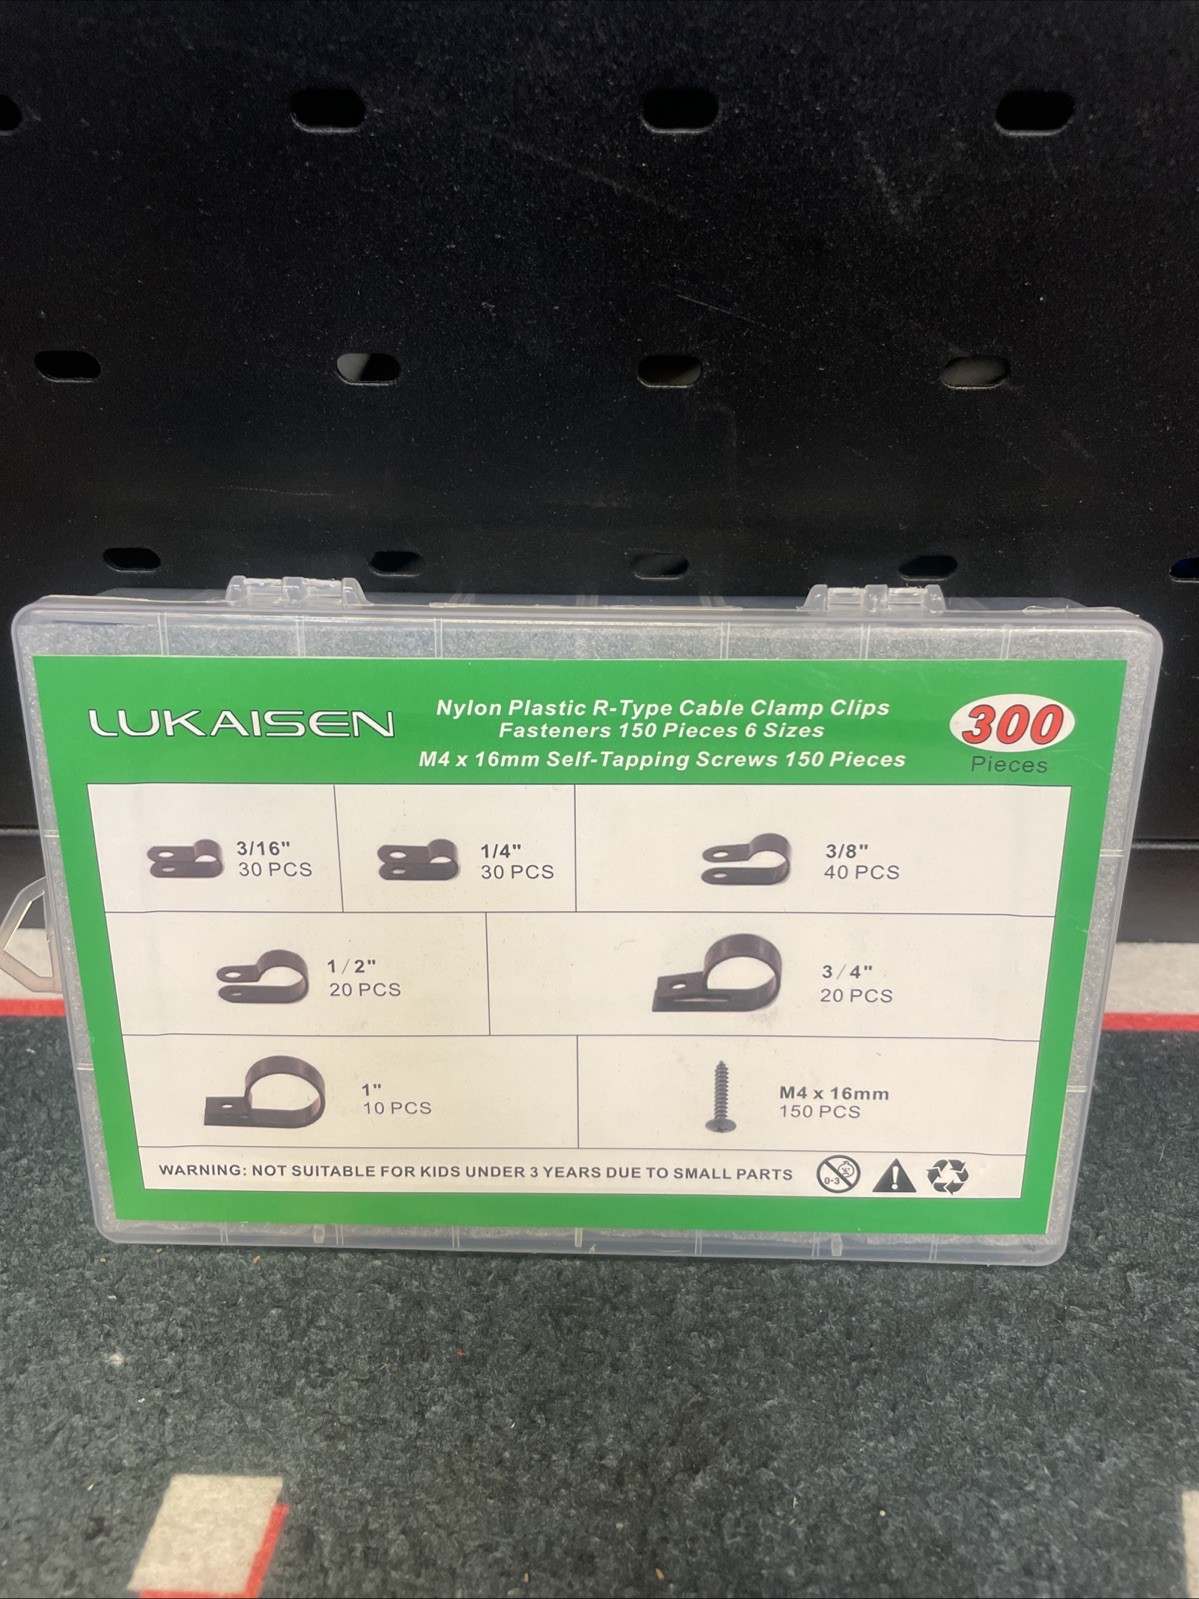 LUKAISEN
Nylon Plastic R-Type Cable Clamp Clips
Fasteners 150 Pieces 6 Sizes
M4 x 16mm Self-Tapping Screws 150 Pieces
300
Pieces
3/16"
30 PCS
1/4"
30 PCS
3/8"
40 PCS
1/2"
20 PCS
3/4"
20 PCS
1"
10 PCS
M4 x 16mm
150 PCS
WARNING: NOT SUITABLE FOR KIDS UNDER 3 YEARS DUE TO SMALL PARTS
0-3